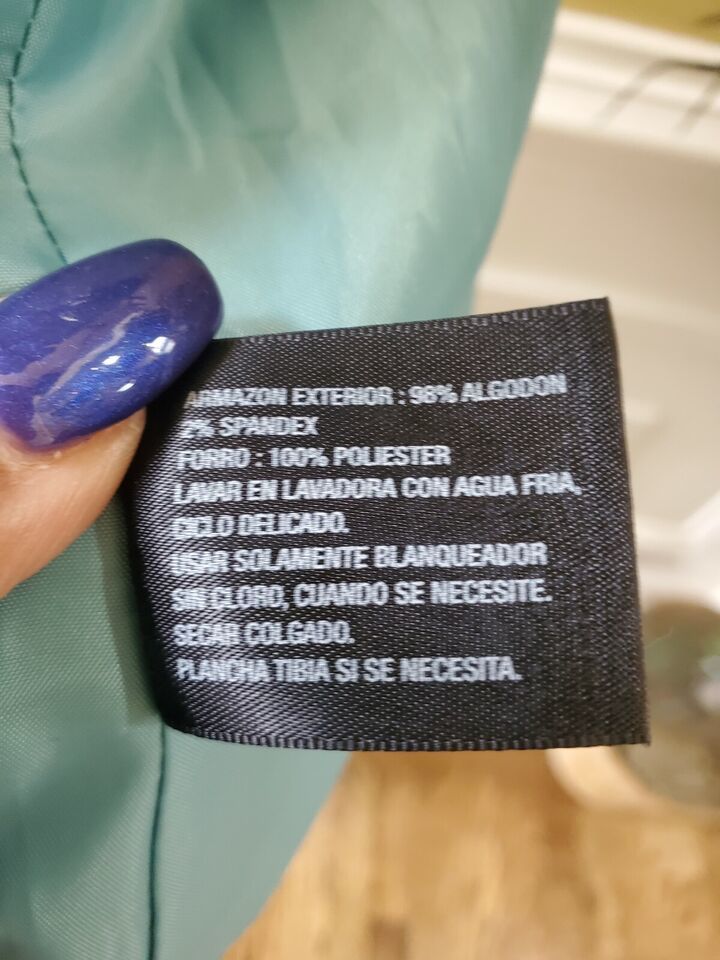 ARMAZON EXTERIOR : 98% ALGODON
2% SPANDEX
FORRO : 100% POLIESTER
LAVAR EN LAVADORA CON AGUA FRIA,
CICLO DELICADO.
USAR SOLAMENTE BLANQUEADOR
SIN CLORO, CUANDO SE NECESITE.
SECAR COLGADO.
PLANCHA TIBIA SI SE NECESITA.